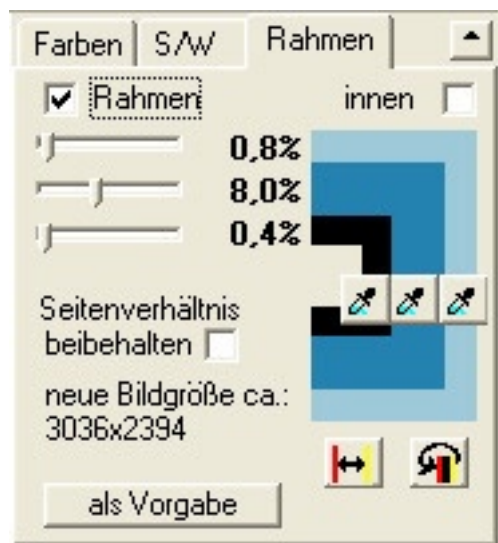 Farben S/W Rahmen
Rahmen innen
0,8%
8,0%
0,4%
Seitenverhältnis
beibehalten
neue Bildgröße ca.:
3036x2394
als Vorgabe